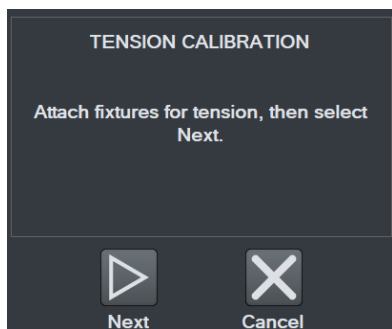 TENSION CALIBRATION
Attach fixtures for tension, then select
Next.
Next
Cancel